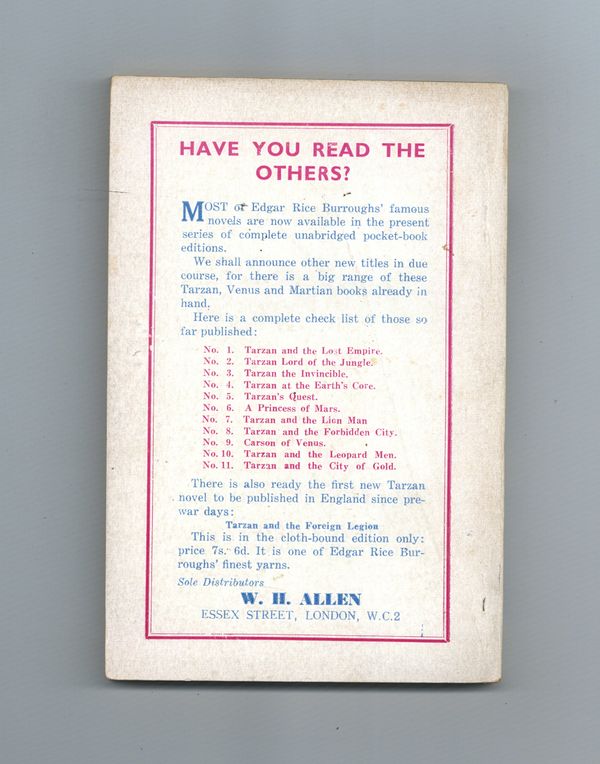 HAVE YOU READ THE
OTHERS?
MOST of Edgar Rice Burroughs' famous
novels are now available in the present
series of complete unabridged pocket-book
editions.
We shall announce other new titles in due
course, for there is a big range of these
Tarzan, Venus and Martian books already in
hand.
Here is a complete check list of those so
far published:
No. 1. Tarzan and the Lost Empire.
No. 2. Tarzan Lord of the Jungle.
No. 3. Tarzan the Invincible.
No. 4. Tarzan at the Earth's Core.
No. 5. Tarzan's Quest.
No. 6. A Princess of Mars.
No. 7. Tarzan and the Lion Man
No. 8. Tarzan and the Forbidden City.
No. 9. Carson of Venus.
No. 10. Tarzan and the Leopard Men.
No. 11. Tarzan and the City of Gold.
There is also ready the first new Tarzan
novel to be published in England since pre-
war days:
Tarzan and the Foreign Legion
This is in the cloth-bound edition only:
price 7s. 6d. It is one of Edgar Rice Bur-
roughs' finest yarns.
Sole Distributors
W. H. ALLEN
ESSEX STREET, LONDON, W.C.2